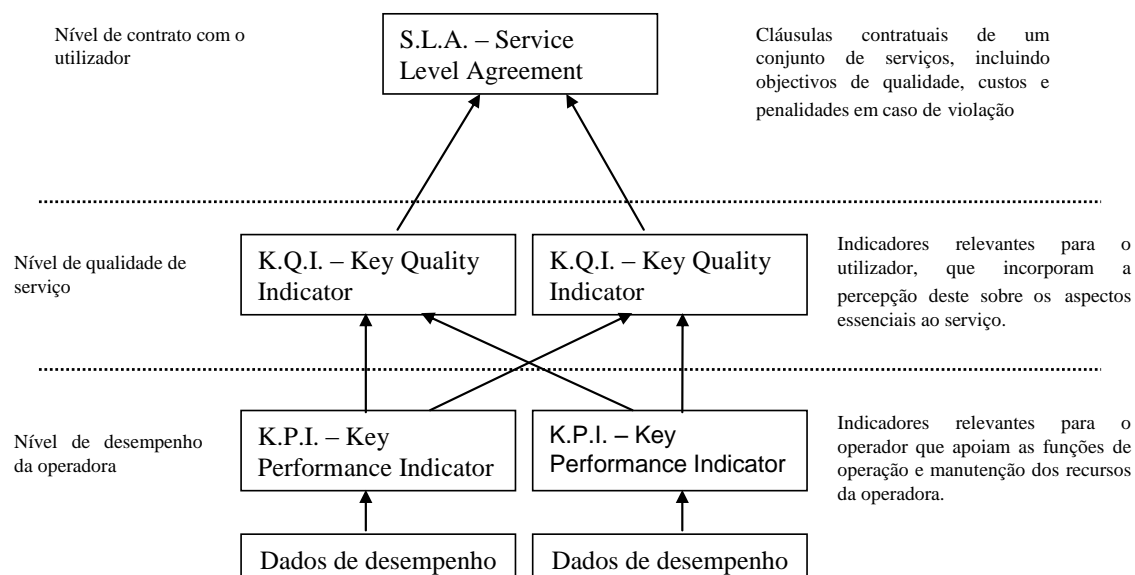 Nível de contrato com o
utilizador
S.L.A. – Service
Level Agreement
Cláusulas contratuais de um
conjunto de serviços, incluindo
objectivos de qualidade, custos e
penalidades em caso de violação
Nível de qualidade de
serviço
K.Q.I. – Key Quality
Indicator
K.Q.I. – Key Quality
Indicator
Indicadores relevantes para o
utilizador, que incorporam a
percepção deste sobre os aspectos
essenciais ao serviço.
Nível de desempenho
da operadora
K.P.I. – Key
Performance Indicator
K.P.I. – Key
Performance Indicator
Indicadores relevantes para o
operador que apoiam as funções de
operação e manutenção dos recursos
da operadora.
Dados de desempenho
Dados de desempenho